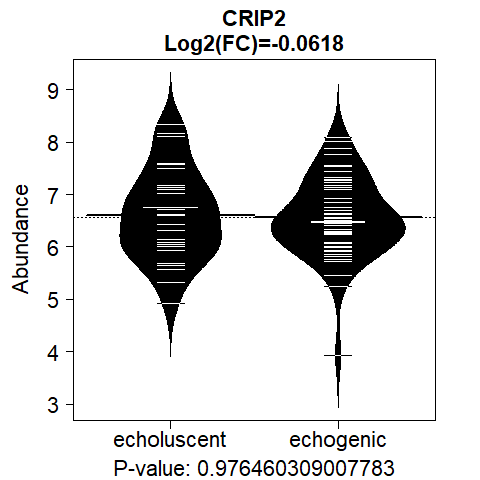 CRIP2
Log2(FC)=-0.0618
9
8
7
6
5
4
3
Abundance
echoluscent echogenic
P-value: 0.976460309007783